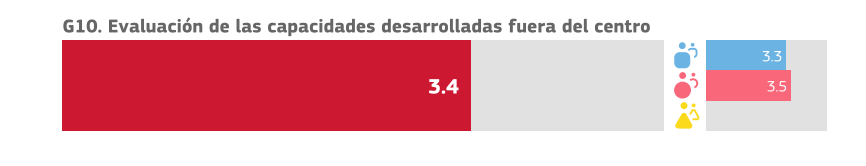 G10. Evaluación de las capacidades desarrolladas fuera del centro
3.4
3.3
3.5